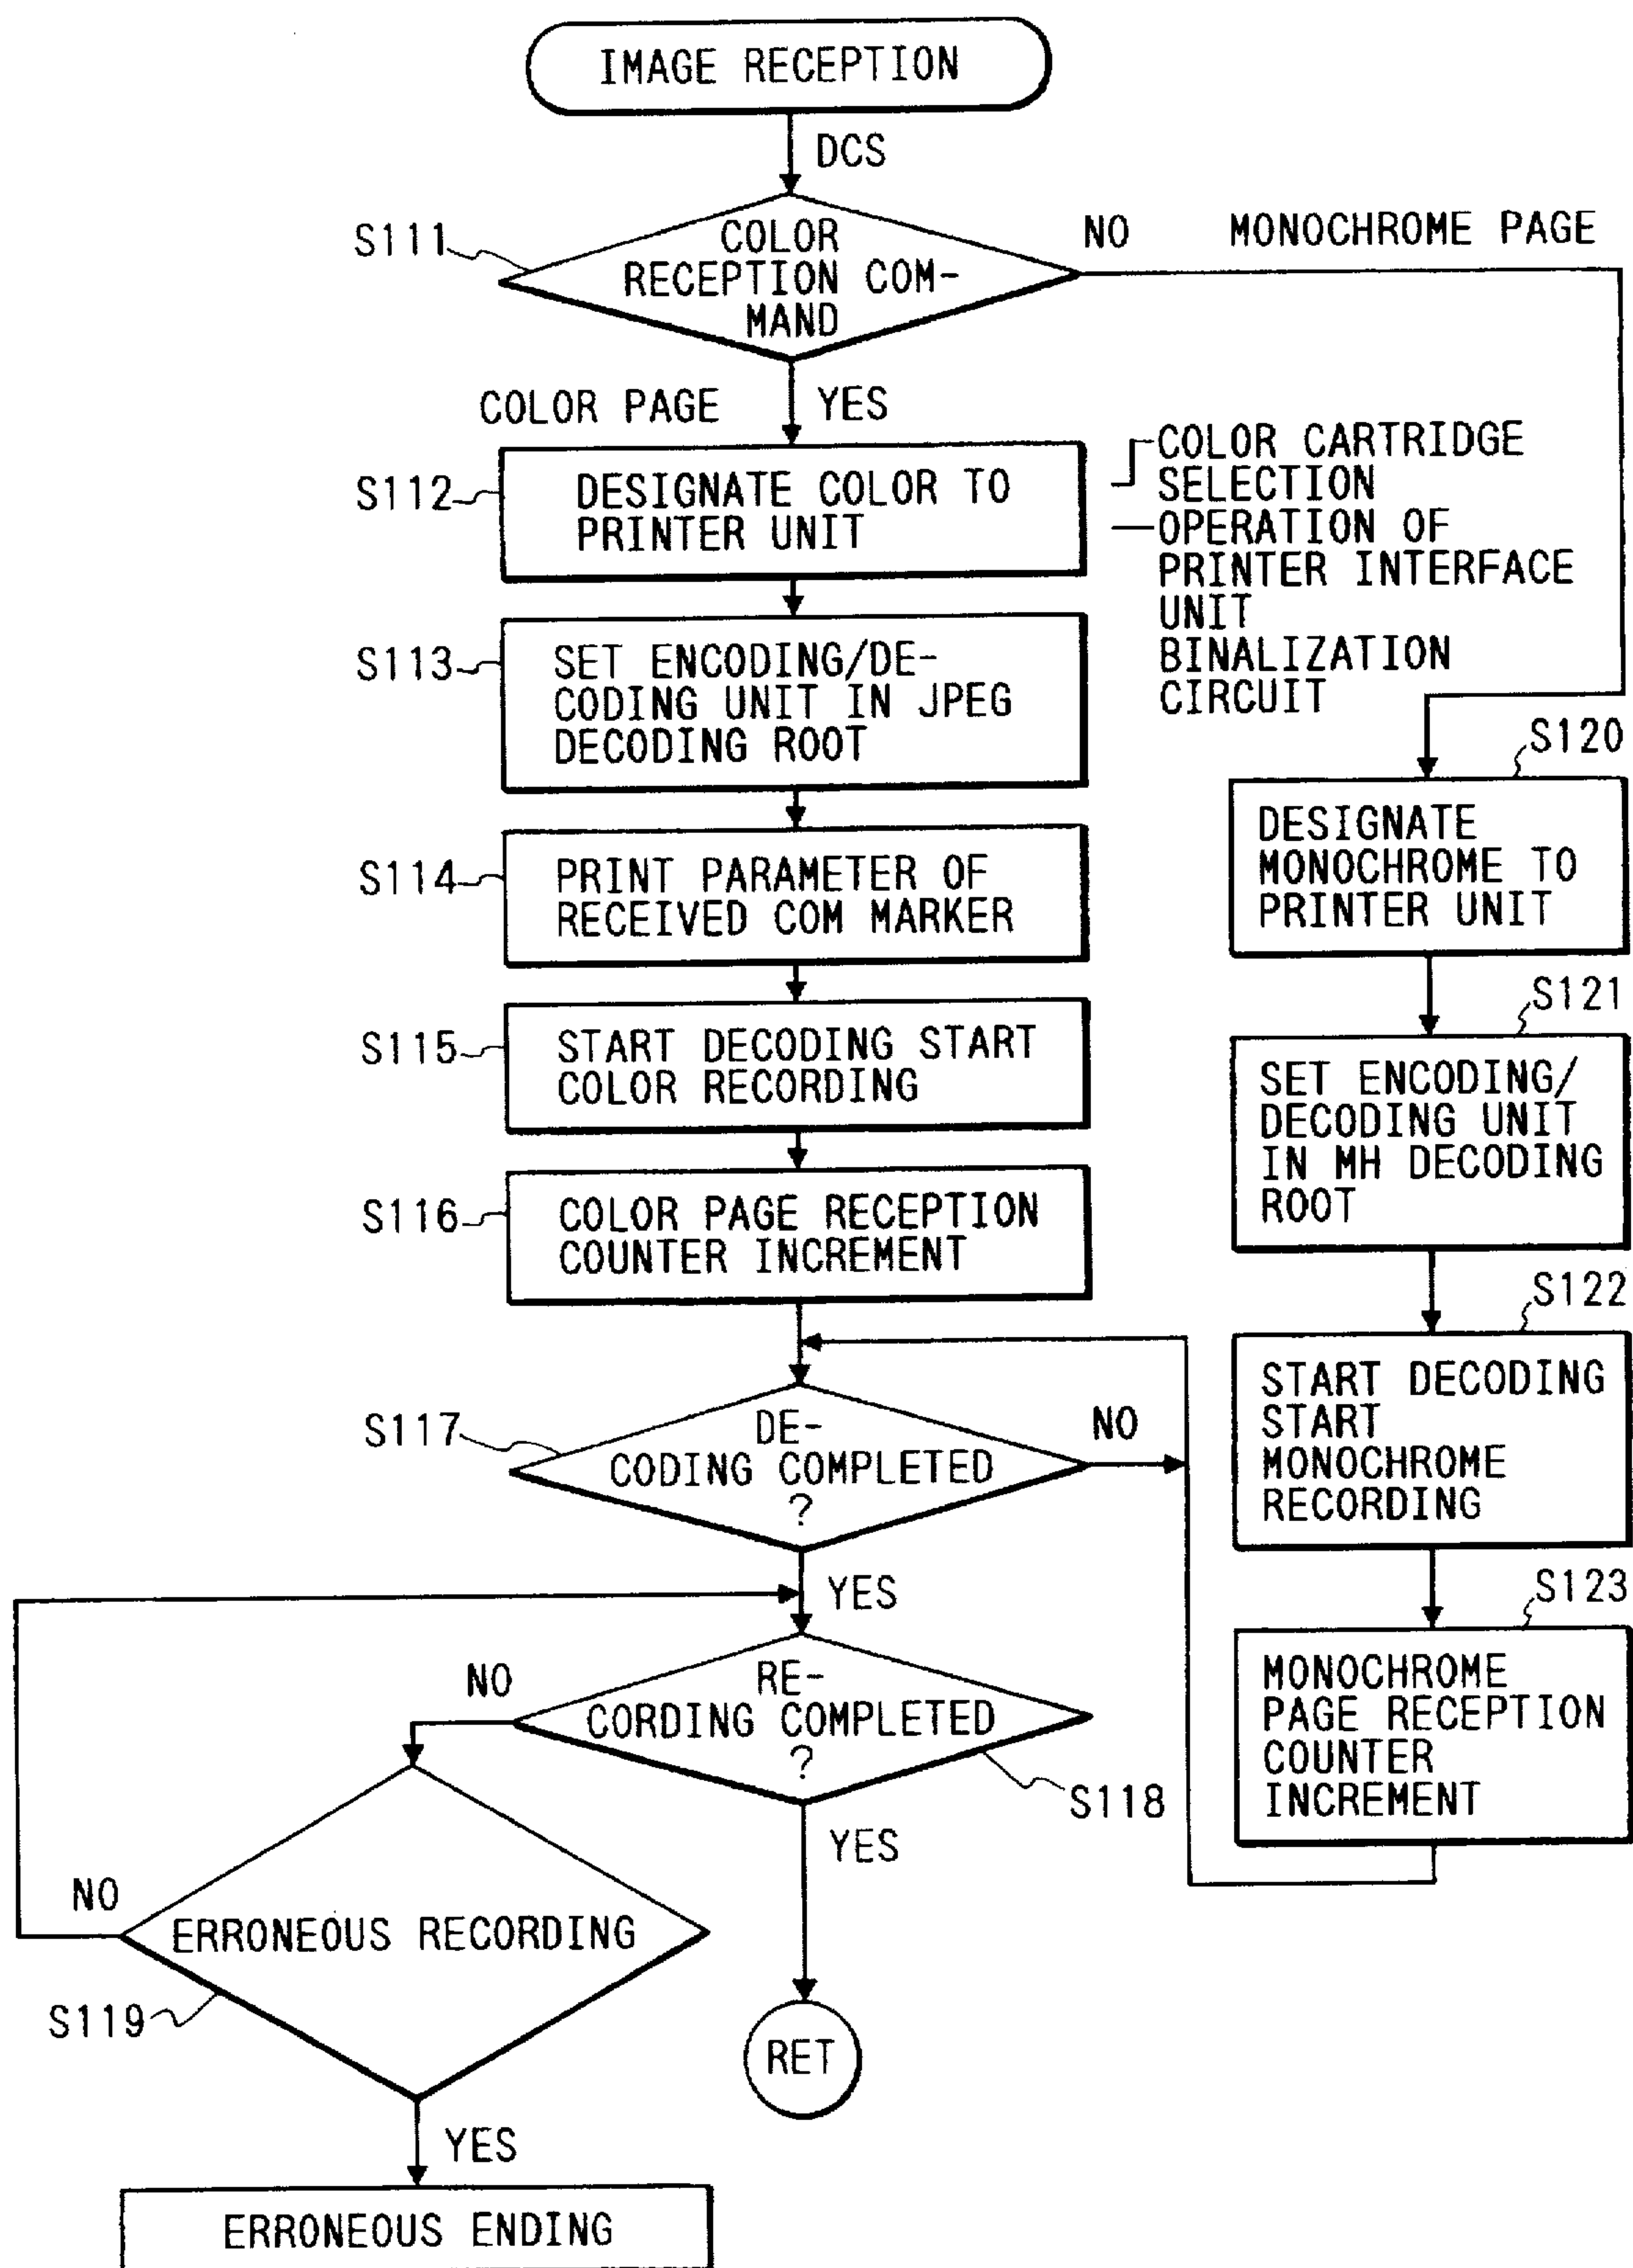 IMAGE RECEPTION
DCS
S111
COLOR
RECEPTION COM-
MAND
NO
MONOCHROME PAGE
COLOR PAGE
YES
S112
DESIGNATE COLOR TO
PRINTER UNIT
COLOR CARTRIDGE
SELECTION
OPERATION OF
PRINTER INTERFACE
UNIT
BINALIZATION
CIRCUIT
S113
SET ENCODING/DE-
CODING UNIT IN JPEG
DECODING ROOT
S114
PRINT PARAMETER OF
RECEIVED COM MARKER
S115
START DECODING START
COLOR RECORDING
S116
COLOR PAGE RECEPTION
COUNTER INCREMENT
S117
DE-
CODING COMPLETED
?
NO
YES
RE-
CORDING COMPLETED
?
S118
NO
YES
RET
NO
ERRONEOUS RECORDING
S119
YES
ERRONEOUS ENDING
S120
DESIGNATE
MONOCHROME TO
PRINTER UNIT
S121
SET ENCODING/
DECODING UNIT
IN MH DECODING
ROOT
S122
START DECODING
START
MONOCHROME
RECORDING
S123
MONOCHROME
PAGE RECEPTION
COUNTER
INCREMENT